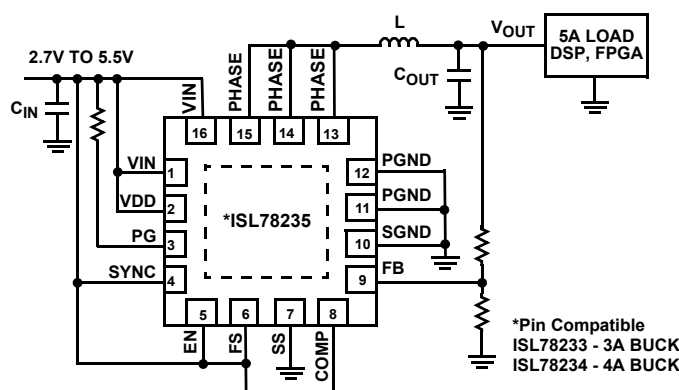 L
VOUT
5A LOAD
DSP, FPGA
2.7V TO 5.5V
COUT
CIN
VIN
PHASE
PHASE
PHASE
16
15
14
13
VIN
1
12
PGND
VDD
2
11
PGND
*ISL78235
PG
3
10
SGND
SYNC
4
9
FB
5
6
7
8
EN
FS
SS
COMP
*Pin Compatible
ISL78233 - 3A BUCK
ISL78234 - 4A BUCK